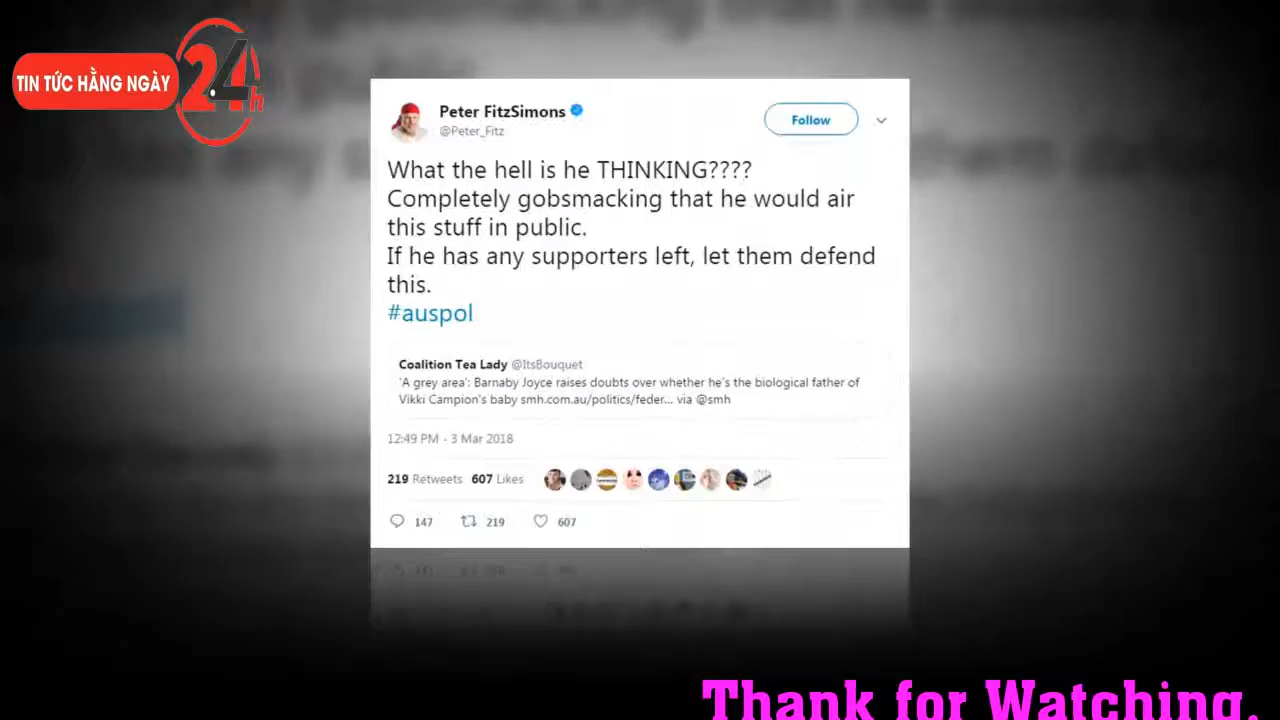 TIN TỨC HẰNG NGÀY
24h
Peter FitzSimons
@Peter_Fitz
Follow
What the hell is he THINKING????
Completely gobsmacking that he would air
this stuff in public.
If he has any supporters left, let them defend
this.
#auspol
Coalition Tea Lady @ItsBouquet
'A grey area': Barnaby Joyce raises doubts over whether he's the biological father of
Vikki Campion's baby smh.com.au/politics/feder... via @smh
12:49 PM - 3 Mar 2018
219 Retweets 607 Likes
147 219 607
Thank for Watching.